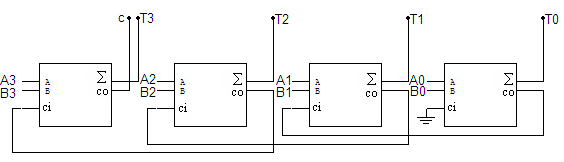 c T3 T2 T1 T0
A3 A Σ A2 A Σ A1 A Σ A0 A Σ
B3 B co B2 B co B1 B co B0 B co
ci ci ci ci